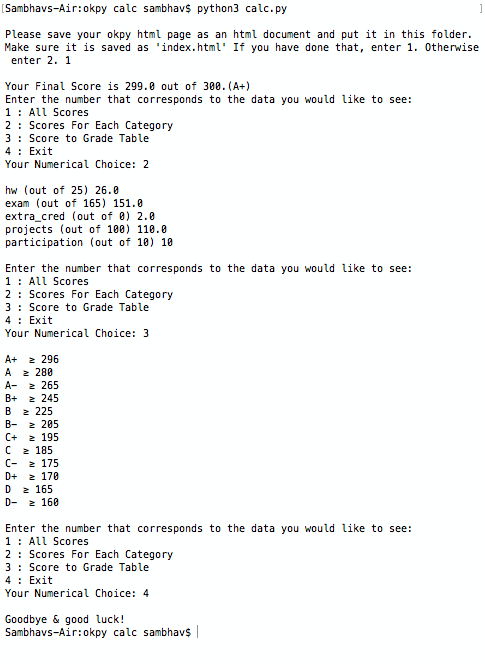 [Sambhavs-Air:okpy calc sambhav$ python3 calc.py ]
Please save your okpy html page as an html document and put it in this folder.
Make sure it is saved as 'index.html' If you have done that, enter 1. Otherwise
enter 2. 1
Your Final Score is 299.0 out of 300.(A+)
Enter the number that corresponds to the data you would like to see:
1 : All Scores
2 : Scores For Each Category
3 : Score to Grade Table
4 : Exit
Your Numerical Choice: 2
hw (out of 25) 26.0
exam (out of 165) 151.0
extra_cred (out of 0) 2.0
projects (out of 100) 110.0
participation (out of 10) 10
Enter the number that corresponds to the data you would like to see:
1 : All Scores
2 : Scores For Each Category
3 : Score to Grade Table
4 : Exit
Your Numerical Choice: 3
A+ ≥ 296
A ≥ 280
A- ≥ 265
B+ ≥ 245
B ≥ 225
B- ≥ 205
C+ ≥ 195
C ≥ 185
C- ≥ 175
D+ ≥ 170
D ≥ 165
D- ≥ 160
Enter the number that corresponds to the data you would like to see:
1 : All Scores
2 : Scores For Each Category
3 : Score to Grade Table
4 : Exit
Your Numerical Choice: 4
Goodbye & good luck!
Sambhavs-Air:okpy calc sambhav$